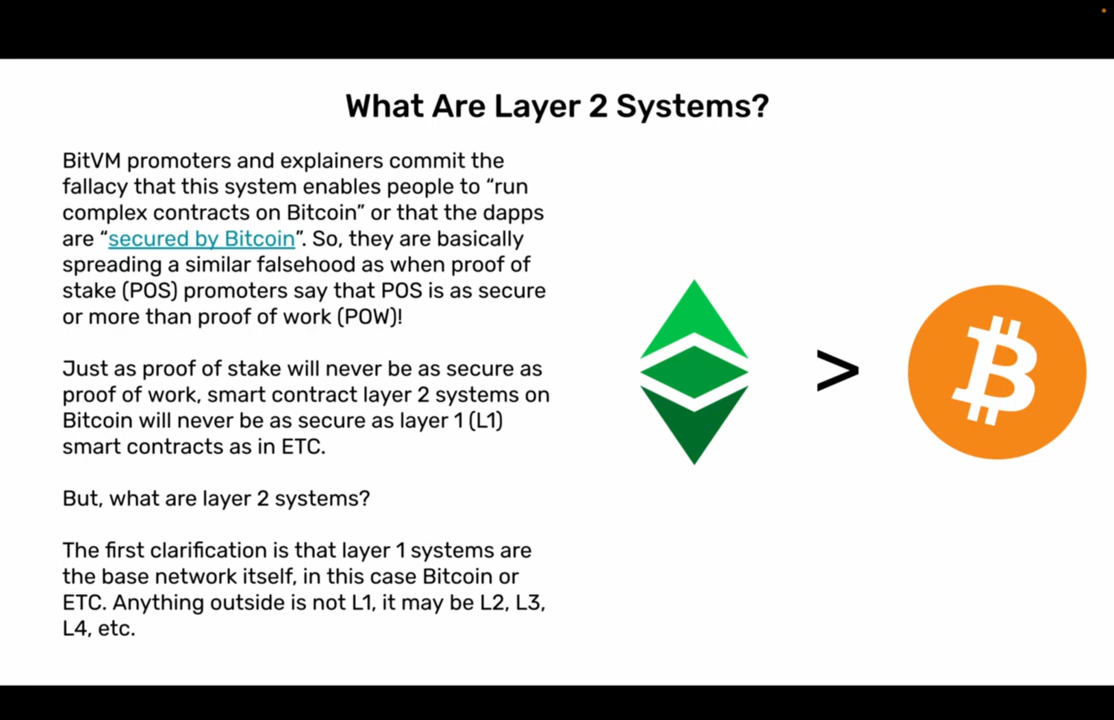 What Are Layer 2 Systems?
BitVM promoters and explainers commit the
fallacy that this system enables people to “run
complex contracts on Bitcoin” or that the dapps
are “secured by Bitcoin”. So, they are basically
spreading a similar falsehood as when proof of
stake (POS) promoters say that POS is as secure
or more than proof of work (POW)!
Just as proof of stake will never be as secure as
proof of work, smart contract layer 2 systems on
Bitcoin will never be as secure as layer 1 (L1)
smart contracts as in ETC.
But, what are layer 2 systems?
The first clarification is that layer 1 systems are
the base network itself, in this case Bitcoin or
ETC. Anything outside is not L1, it may be L2, L3,
L4, etc.
>